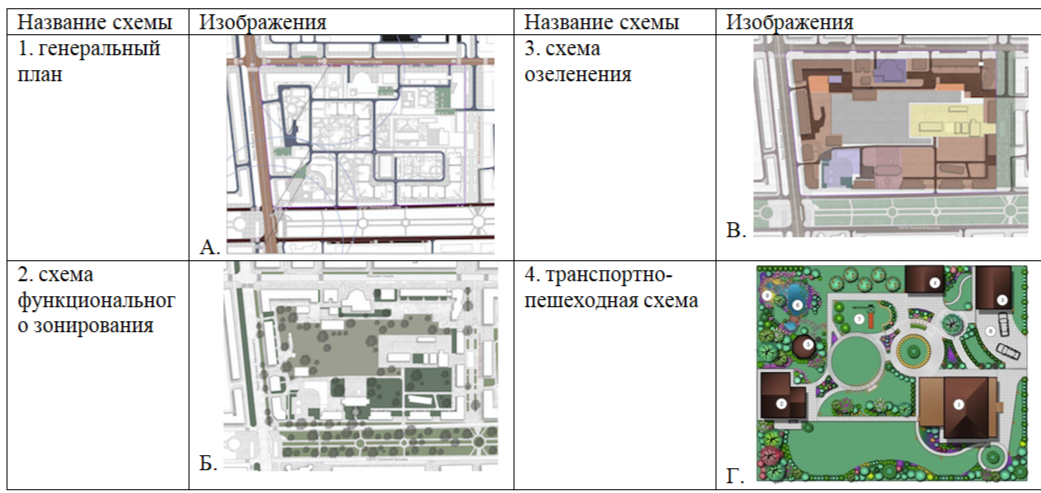 Название схемы
Изображения
Название схемы
Изображения
1. генеральный
план
А.
3. схема
озеленения
В.
2. схема
функциональног
о зонирования
Б.
4. транспортно-
пешеходная схема
Г.